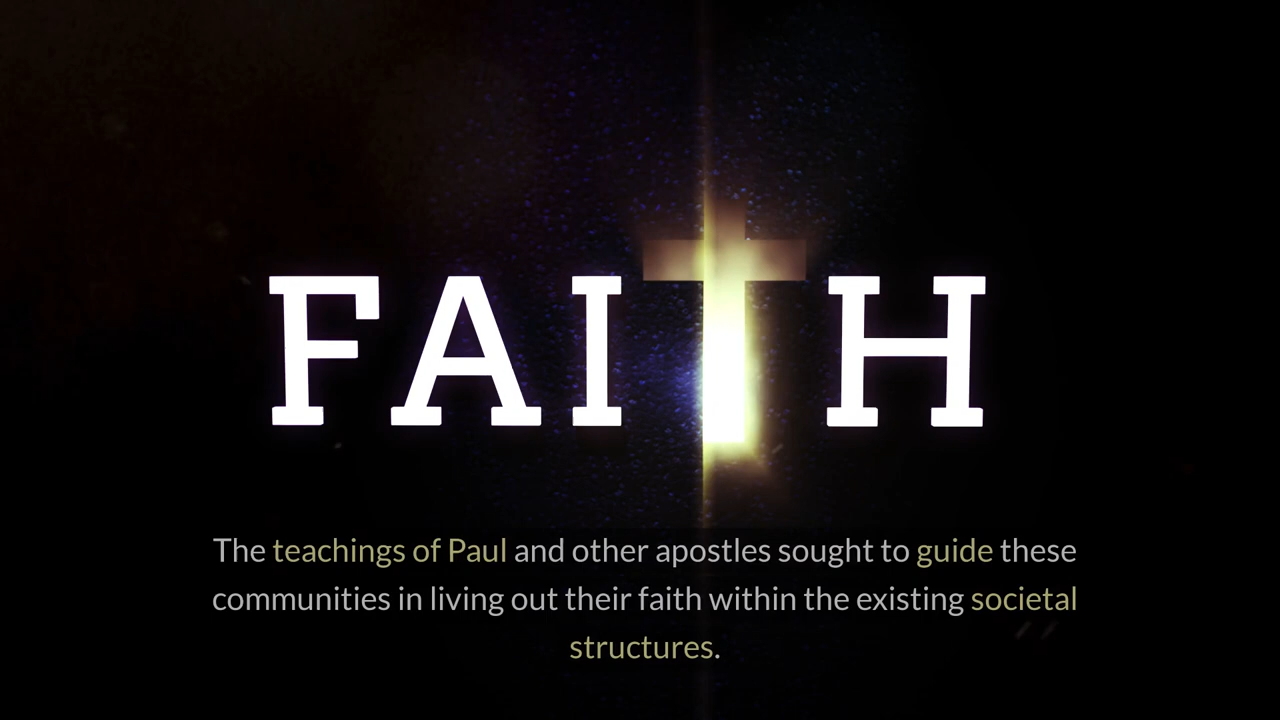 FAITH
The teachings of Paul and other apostles sought to guide these
communities in living out their faith within the existing societal
structures.